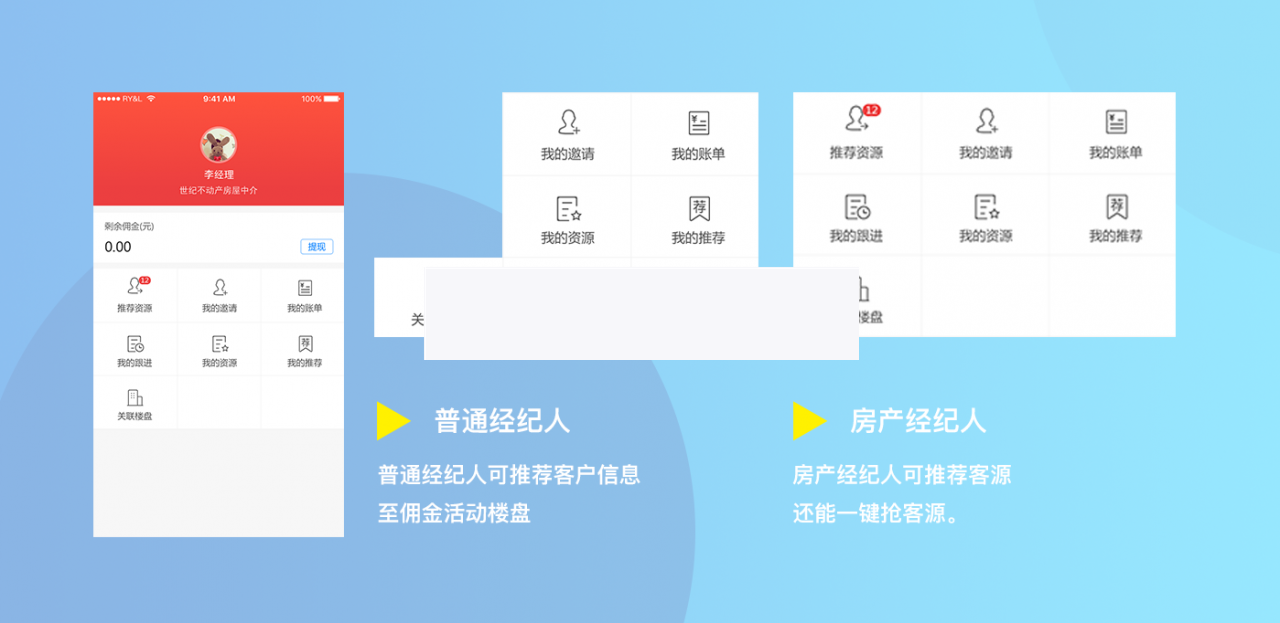 RY&L 9:41 AM 100%
李经理
世纪不动产房屋中介
剩余佣金(元)
0.00 提现
12
推荐资源 我的邀请 我的账单
我的跟进 我的资源 我的推荐
关联楼盘
我的邀请 我的账单
荐
我的资源 我的推荐
关
12
推荐资源 我的邀请 我的账单
荐
我的跟进 我的资源 我的推荐
楼盘
普通经纪人
普通经纪人可推荐客户信息
至佣金活动楼盘
房产经纪人
房产经纪人可推荐客源
还能一键抢客源。